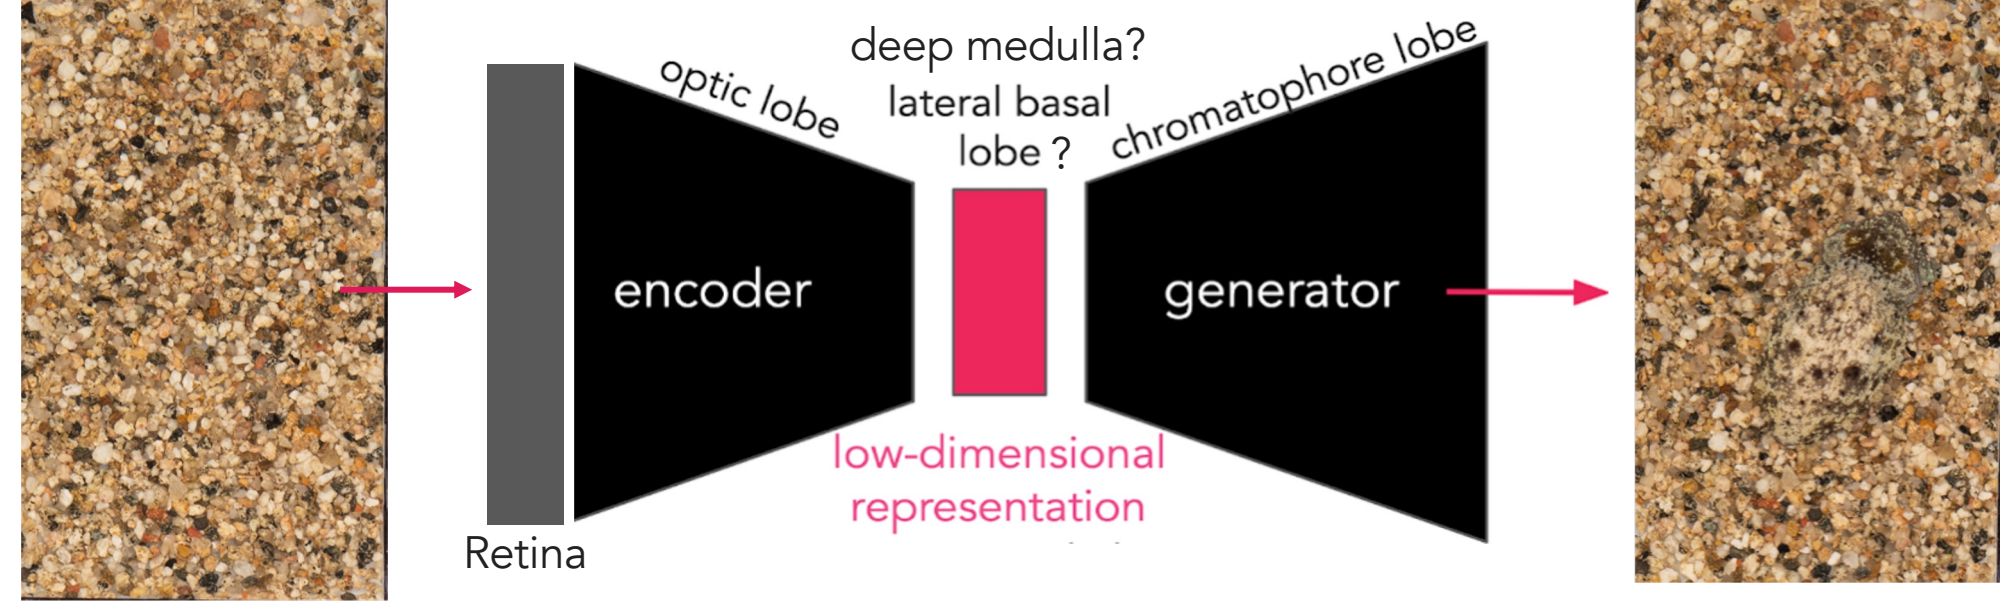 deep medulla?
optic lobe
lateral basal
lobe ?
chromatophore lobe
encoder
generator
low-dimensional
representation
Retina